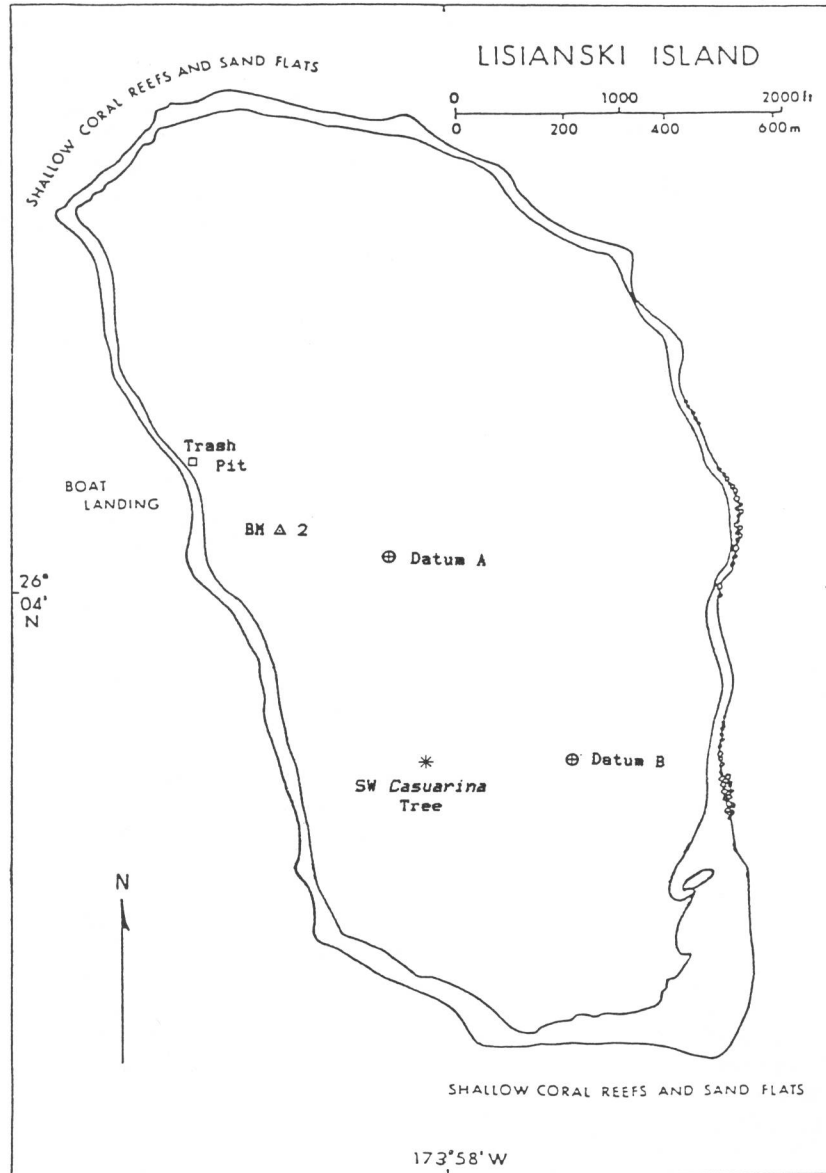 LISIANSKI ISLAND
SHALLOW CORAL REEFS AND SAND FLATS
0 1000 2000 ft
0 200 400 600 m
Trash
Pit
BOAT
LANDING
BM 2
Datum A
26°
04'
N
Datum B
SW Casuarina
Tree
N
SHALLOW CORAL REEFS AND SAND FLATS
173°58' W